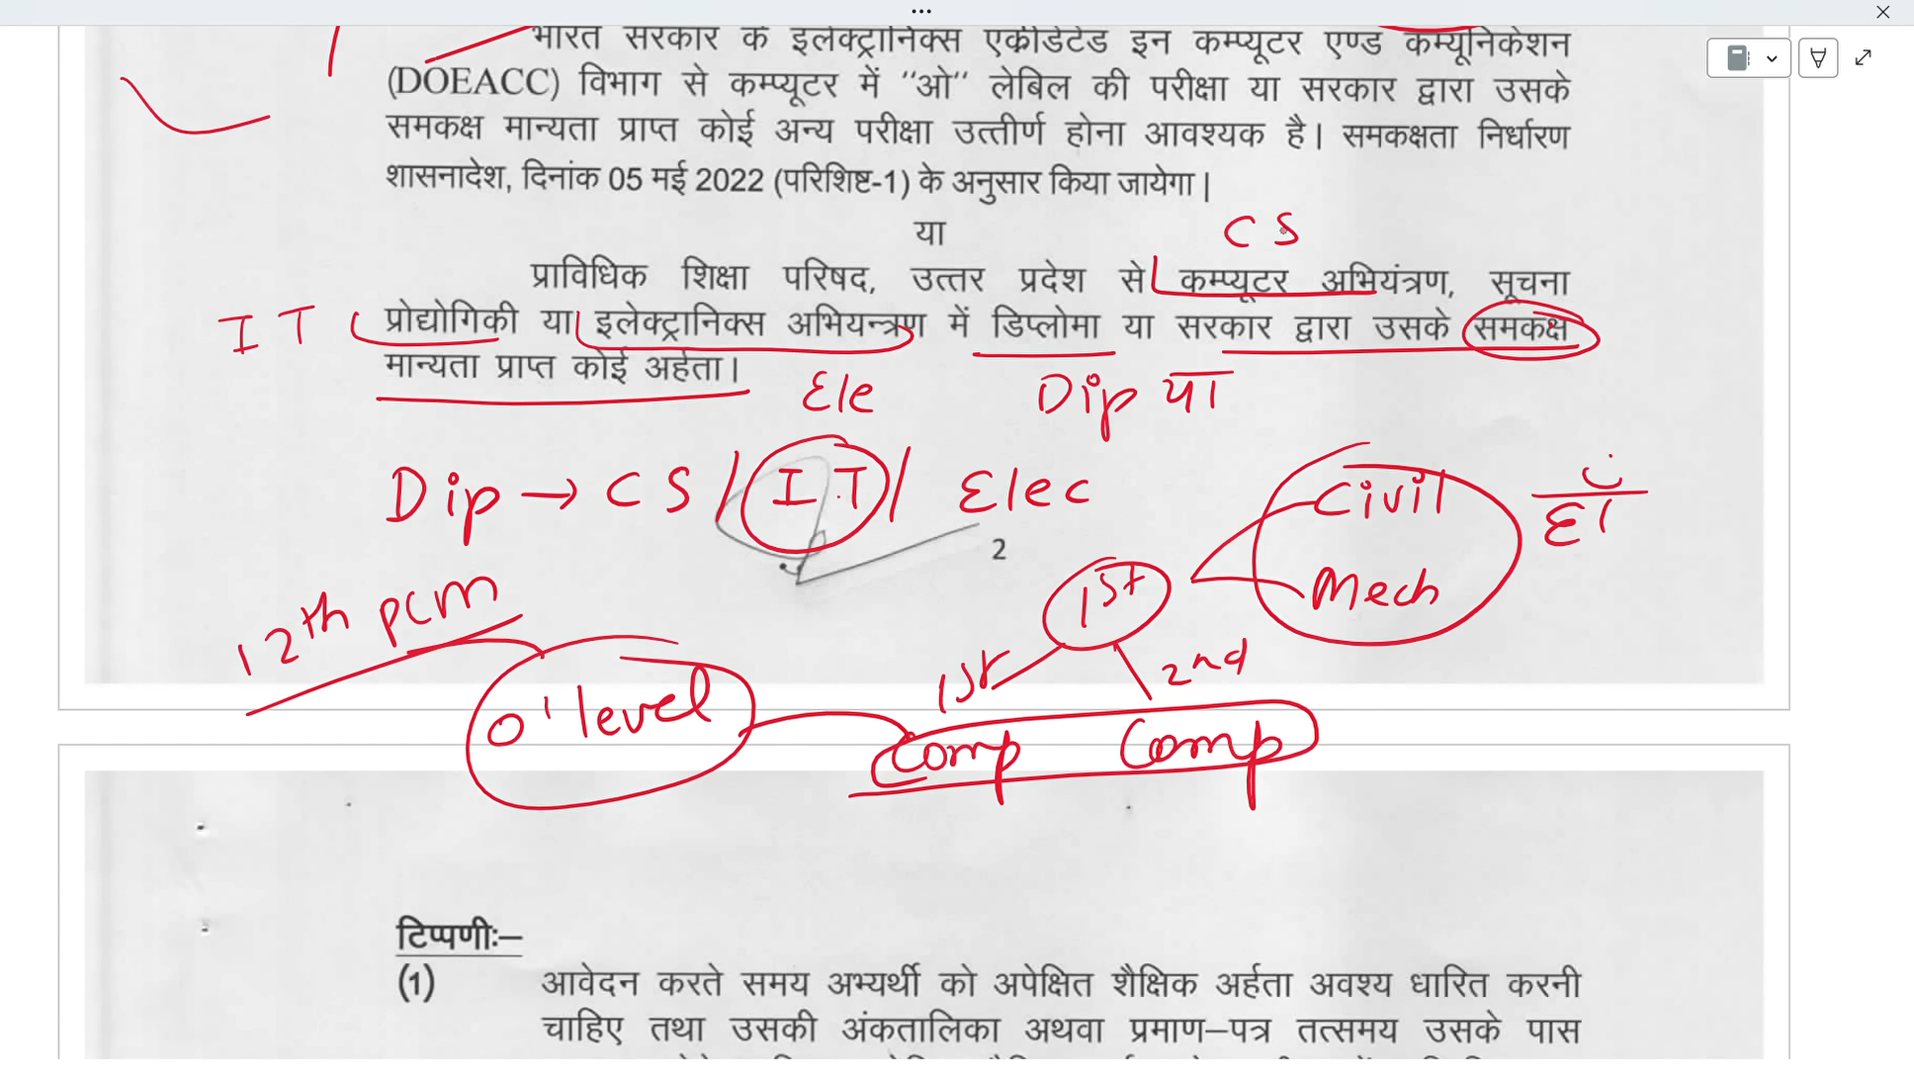 भारत सरकार के इलेक्ट्रानिक्स एक्रीडेटेड इन कम्प्यूटर एण्ड कम्यूनिकेशन
(DOEACC) विभाग से कम्प्यूटर में "ओ" लेबिल की परीक्षा या सरकार द्वारा उसके
समकक्ष मान्यता प्राप्त कोई अन्य परीक्षा उत्तीर्ण होना आवश्यक है। समकक्षता निर्धारण
शासनादेश, दिनांक 05 मई 2022 (परिशिष्ट-1) के अनुसार किया जायेगा।
या
CS
प्राविधिक शिक्षा परिषद, उत्तर प्रदेश से कम्प्यूटर अभियंत्रण, सूचना
IT प्रोद्योगिकी या इलेक्ट्रानिक्स अभियन्त्रण में डिप्लोमा या सरकार द्वारा उसके समकक्ष
मान्यता प्राप्त कोई अर्हता।
Ele Dip या
Dip → CS / IT / Elec Civil
2
12th pcm 1st Mech
1st 2nd
O' level Comp Comp
टिप्पणीः–
(1) आवेदन करते समय अभ्यर्थी को अपेक्षित शैक्षिक अर्हता अवश्य धारित करनी
चाहिए तथा उसकी अंकतालिका अथवा प्रमाण–पत्र तत्समय उसके पास